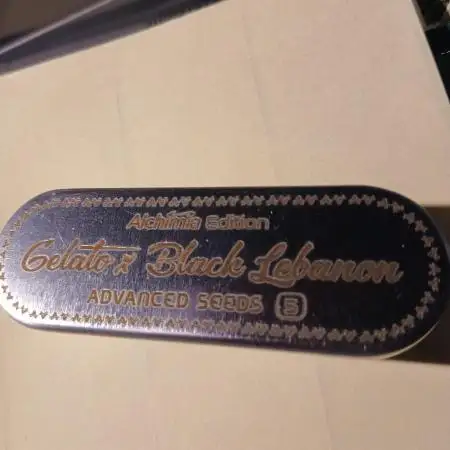 Alchimia Edition
Gelato x Black Lebanon
ADVANCED SEEDS 5